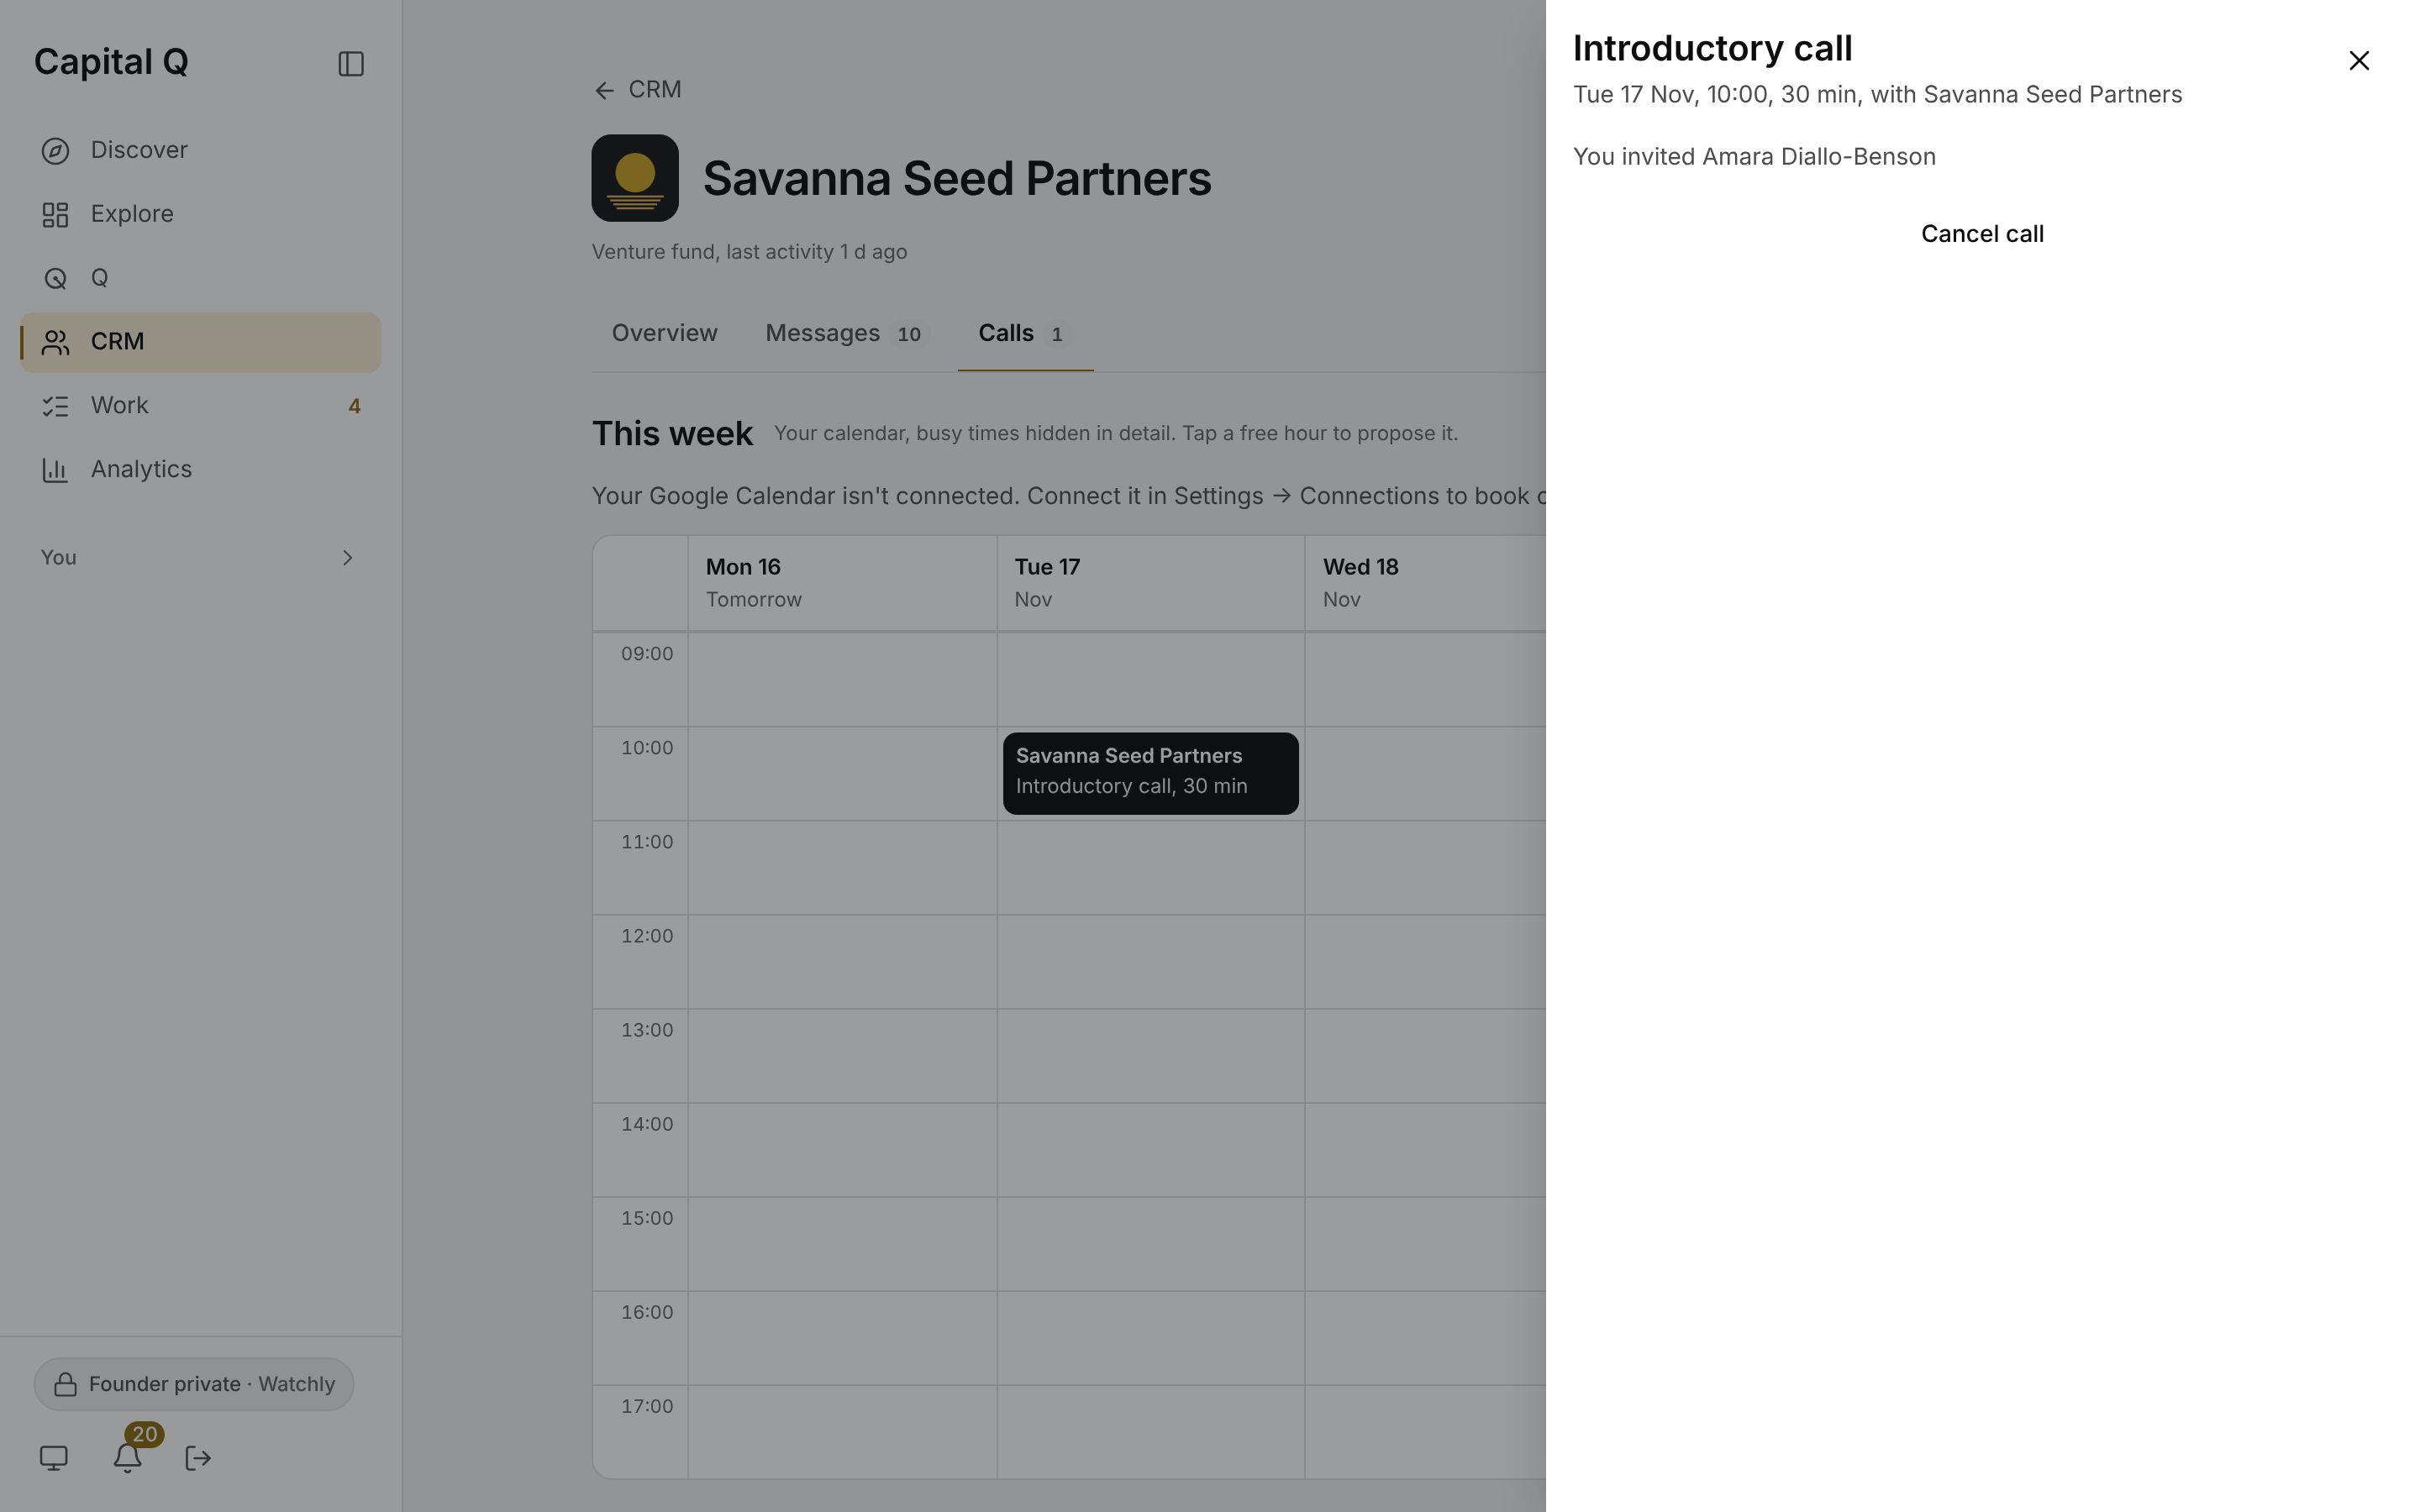 Capital Q
Discover
Explore
Q
CRM
Work 4
Analytics
You
Founder private · Watchly
20
CRM
Savanna Seed Partners
Venture fund, last activity 1 d ago
Overview Messages 10 Calls 1
This week Your calendar, busy times hidden in detail. Tap a free hour to propose it.
Your Google Calendar isn't connected. Connect it in Settings → Connections to book
Mon 16 Tue 17 Wed 18
Tomorrow Nov Nov
09:00
10:00
Savanna Seed Partners
Introductory call, 30 min
11:00
12:00
13:00
14:00
15:00
16:00
17:00
Introductory call
Tue 17 Nov, 10:00, 30 min, with Savanna Seed Partners
You invited Amara Diallo-Benson
Cancel call